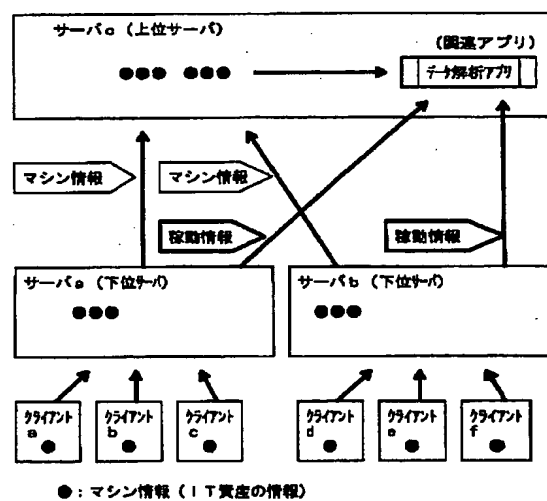 サーバc（上位サーバ）
（関連アプリ）
データ解析アプリ
マシン情報
マシン情報
稼動情報
稼動情報
サーバa（下位サーバ）
サーバb（下位サーバ）
クライアント
a
クライアント
b
クライアント
c
クライアント
d
クライアント
e
クライアント
f
●：マシン情報（IT資産の情報）